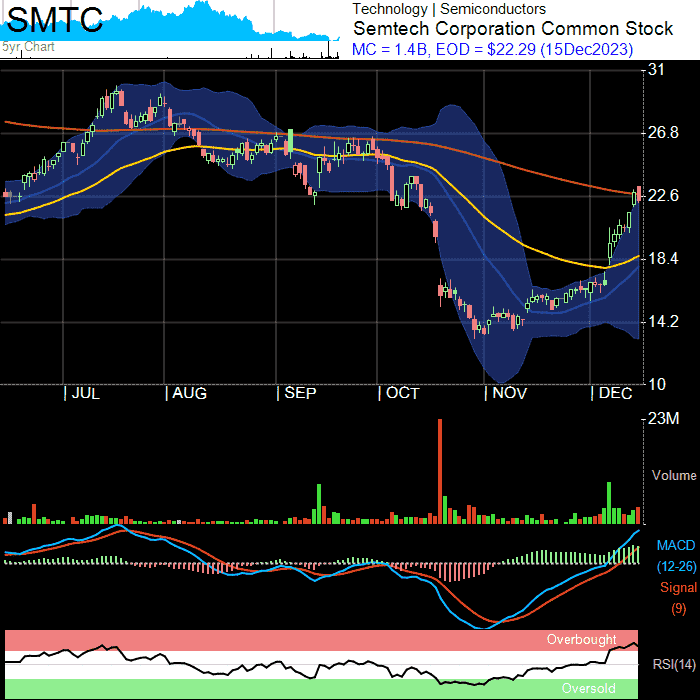 SMTC
5yr Chart
Technology | Semiconductors
Semtech Corporation Common Stock
MC = 1.4B, EOD = $22.29 (15Dec2023)
31
26.8
22.6
18.4
14.2
10
| JUL | AUG | SEP | OCT | NOV | DEC
23M
Volume
MACD
(12-26)
Signal
(9)
Overbought
RSI(14)
Oversold